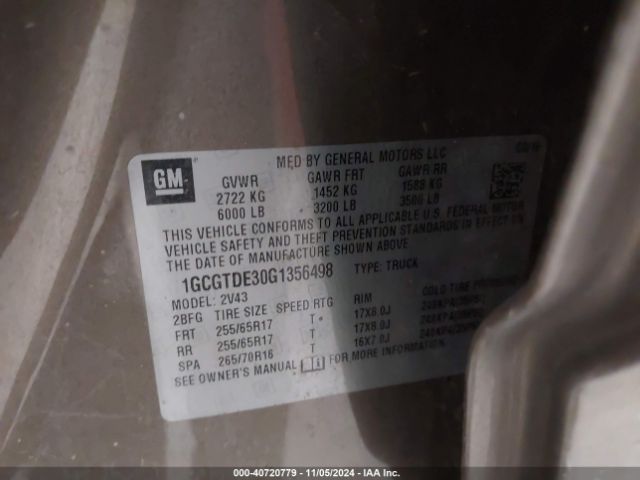 MFD BY GENERAL MOTORS LLC
GM
GVWR GAWR FRT GAWR RR
2722 KG 1452 KG 1588 KG
6000 LB 3200 LB 3500 LB
THIS VEHICLE CONFORMS TO ALL APPLICABLE U.S. FEDERAL MOTOR
VEHICLE SAFETY AND THEFT PREVENTION STANDARDS IN EFFECT ON
THE DATE OF MANUFACTURE SHOWN ABOVE
1GCGTDE30G1356498 TYPE: TRUCK
MODEL: 2V43
2BFG TIRE SIZE SPEED RTG RIM COLD TIRE PRESSURE
FRT 255/65R17 T 17X8.0J
RR 255/65R17 T 17X8.0J
SPA 265/70R16 T 16X7.0J
SEE OWNER'S MANUAL FOR MORE INFORMATION
000-40720779 - 11/05/2024 - IAA Inc.